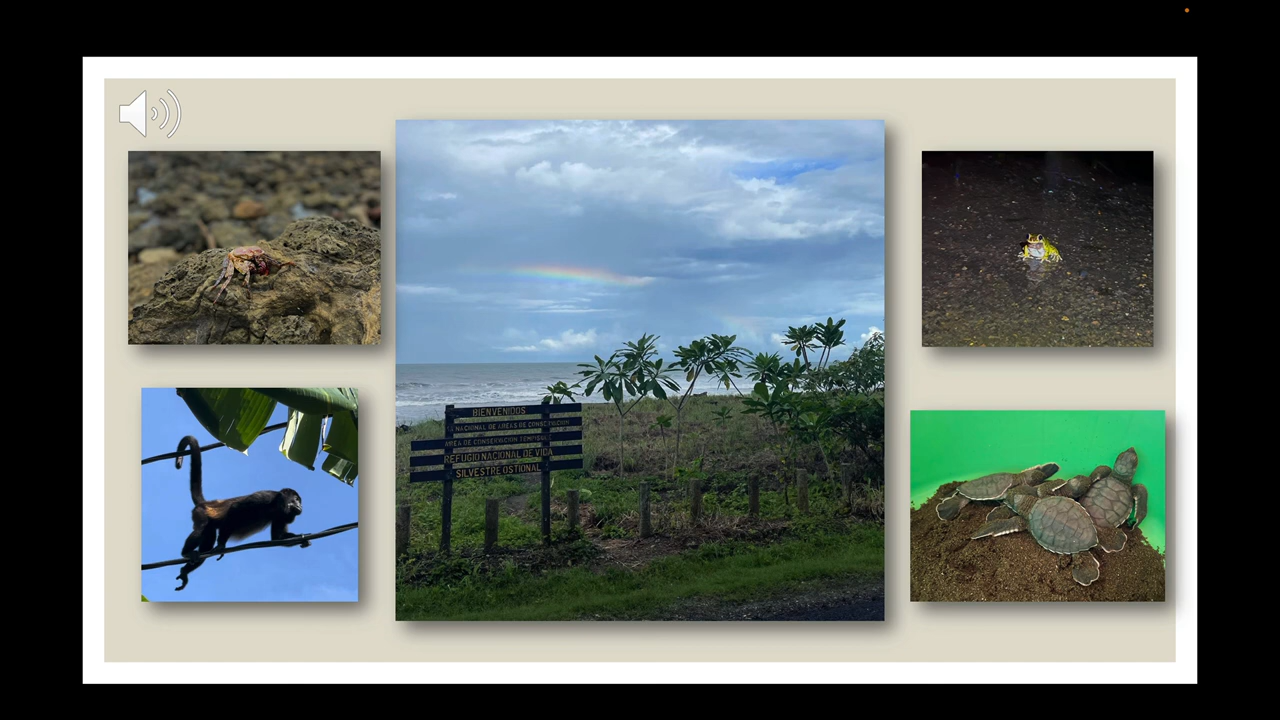 BIENVENIDOS
NACIONAL DE AREAS DE CONSERVACION
AREA DE CONSERVACION TEMPISQUE
REFUGIO NACIONAL DE VIDA
SILVESTRE OSTIONAL